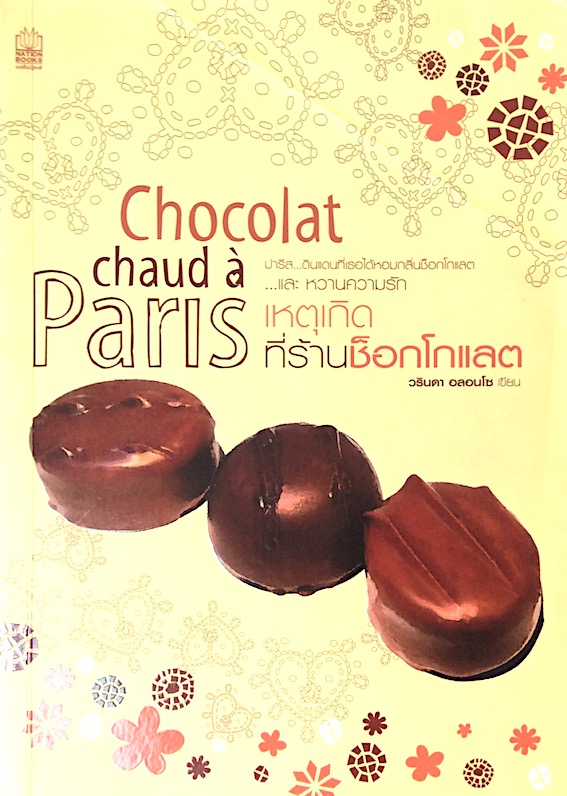 NATION
BOOKS
Chocolat
chaud à
Paris
ปารีส...ดินแดนที่เธอได้หอมกลิ่นช็อกโกแลต
...และ หวานความรัก
เหตุเกิด
ที่ร้านช็อกโกแลต
วรินดา อลอนโซ เขียน